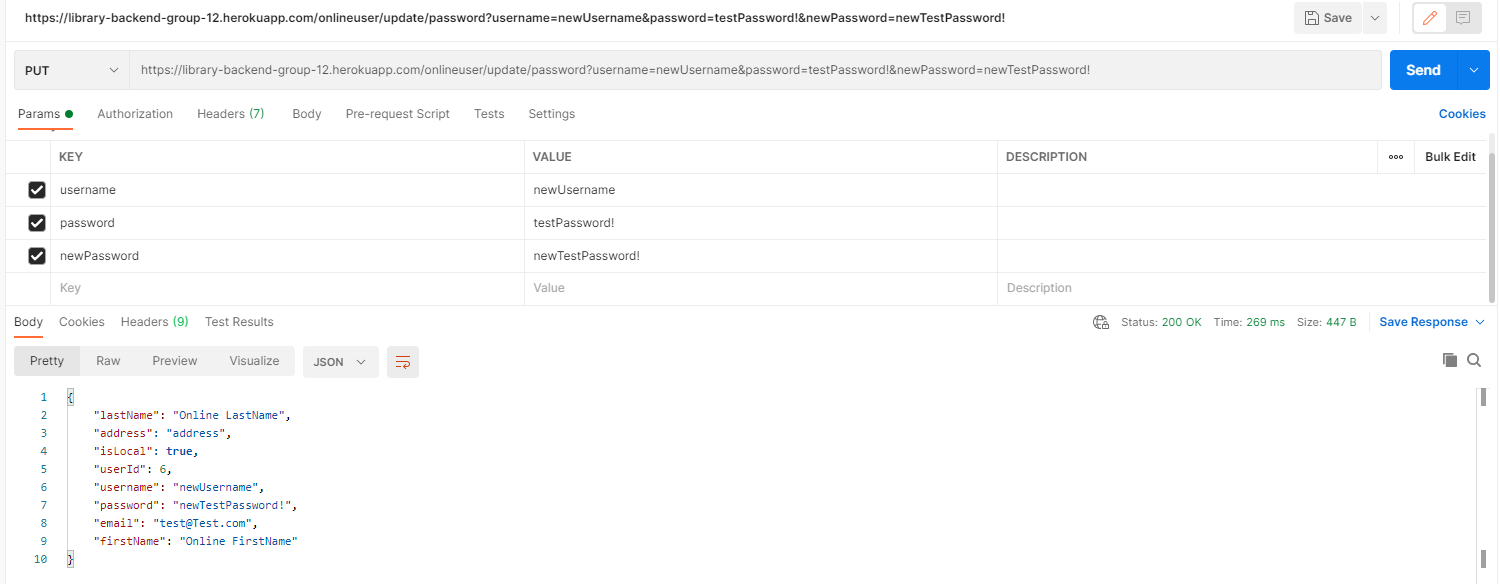 https://library-backend-group-12.herokuapp.com/onlineuser/update/password?username=newUsername&password=testPassword!&newPassword=newTestPassword!
Save
PUT
https://library-backend-group-12.herokuapp.com/onlineuser/update/password?username=newUsername&password=testPassword!&newPassword=newTestPassword!
Send
Params Authorization Headers (7) Body Pre-request Script Tests Settings Cookies
KEY VALUE DESCRIPTION ooo Bulk Edit
username newUsername
password testPassword!
newPassword newTestPassword!
Key Value Description
Body Cookies Headers (9) Test Results Status: 200 OK Time: 269 ms Size: 447 B Save Response
Pretty Raw Preview Visualize JSON
1 {
2 "lastName": "Online LastName",
3 "address": "address",
4 "isLocal": true,
5 "userId": 6,
6 "username": "newUsername",
7 "password": "newTestPassword!",
8 "email": "test@Test.com",
9 "firstName": "Online FirstName"
10 }